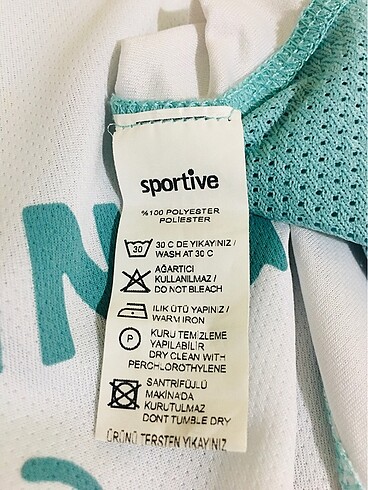 sportive
%100 POLYESTER
POLIESTER
30
30 C DE YIKAYINIZ /
WASH AT 30 C
AĞARTICI
KULLANILMAZ /
DO NOT BLEACH
ILIK ÜTÜ YAPINIZ /
WARM IRON
P
KURU TEMİZLEME
YAPILABİLİR
DRY CLEAN WITH
PERCHLOROTHYLENE
SANTRİFÜJLÜ
MAKİNADA
KURUTULMAZ
DONT TUMBLE DRY
ÜRÜNÜ TERSTEN YIKAYINIZ